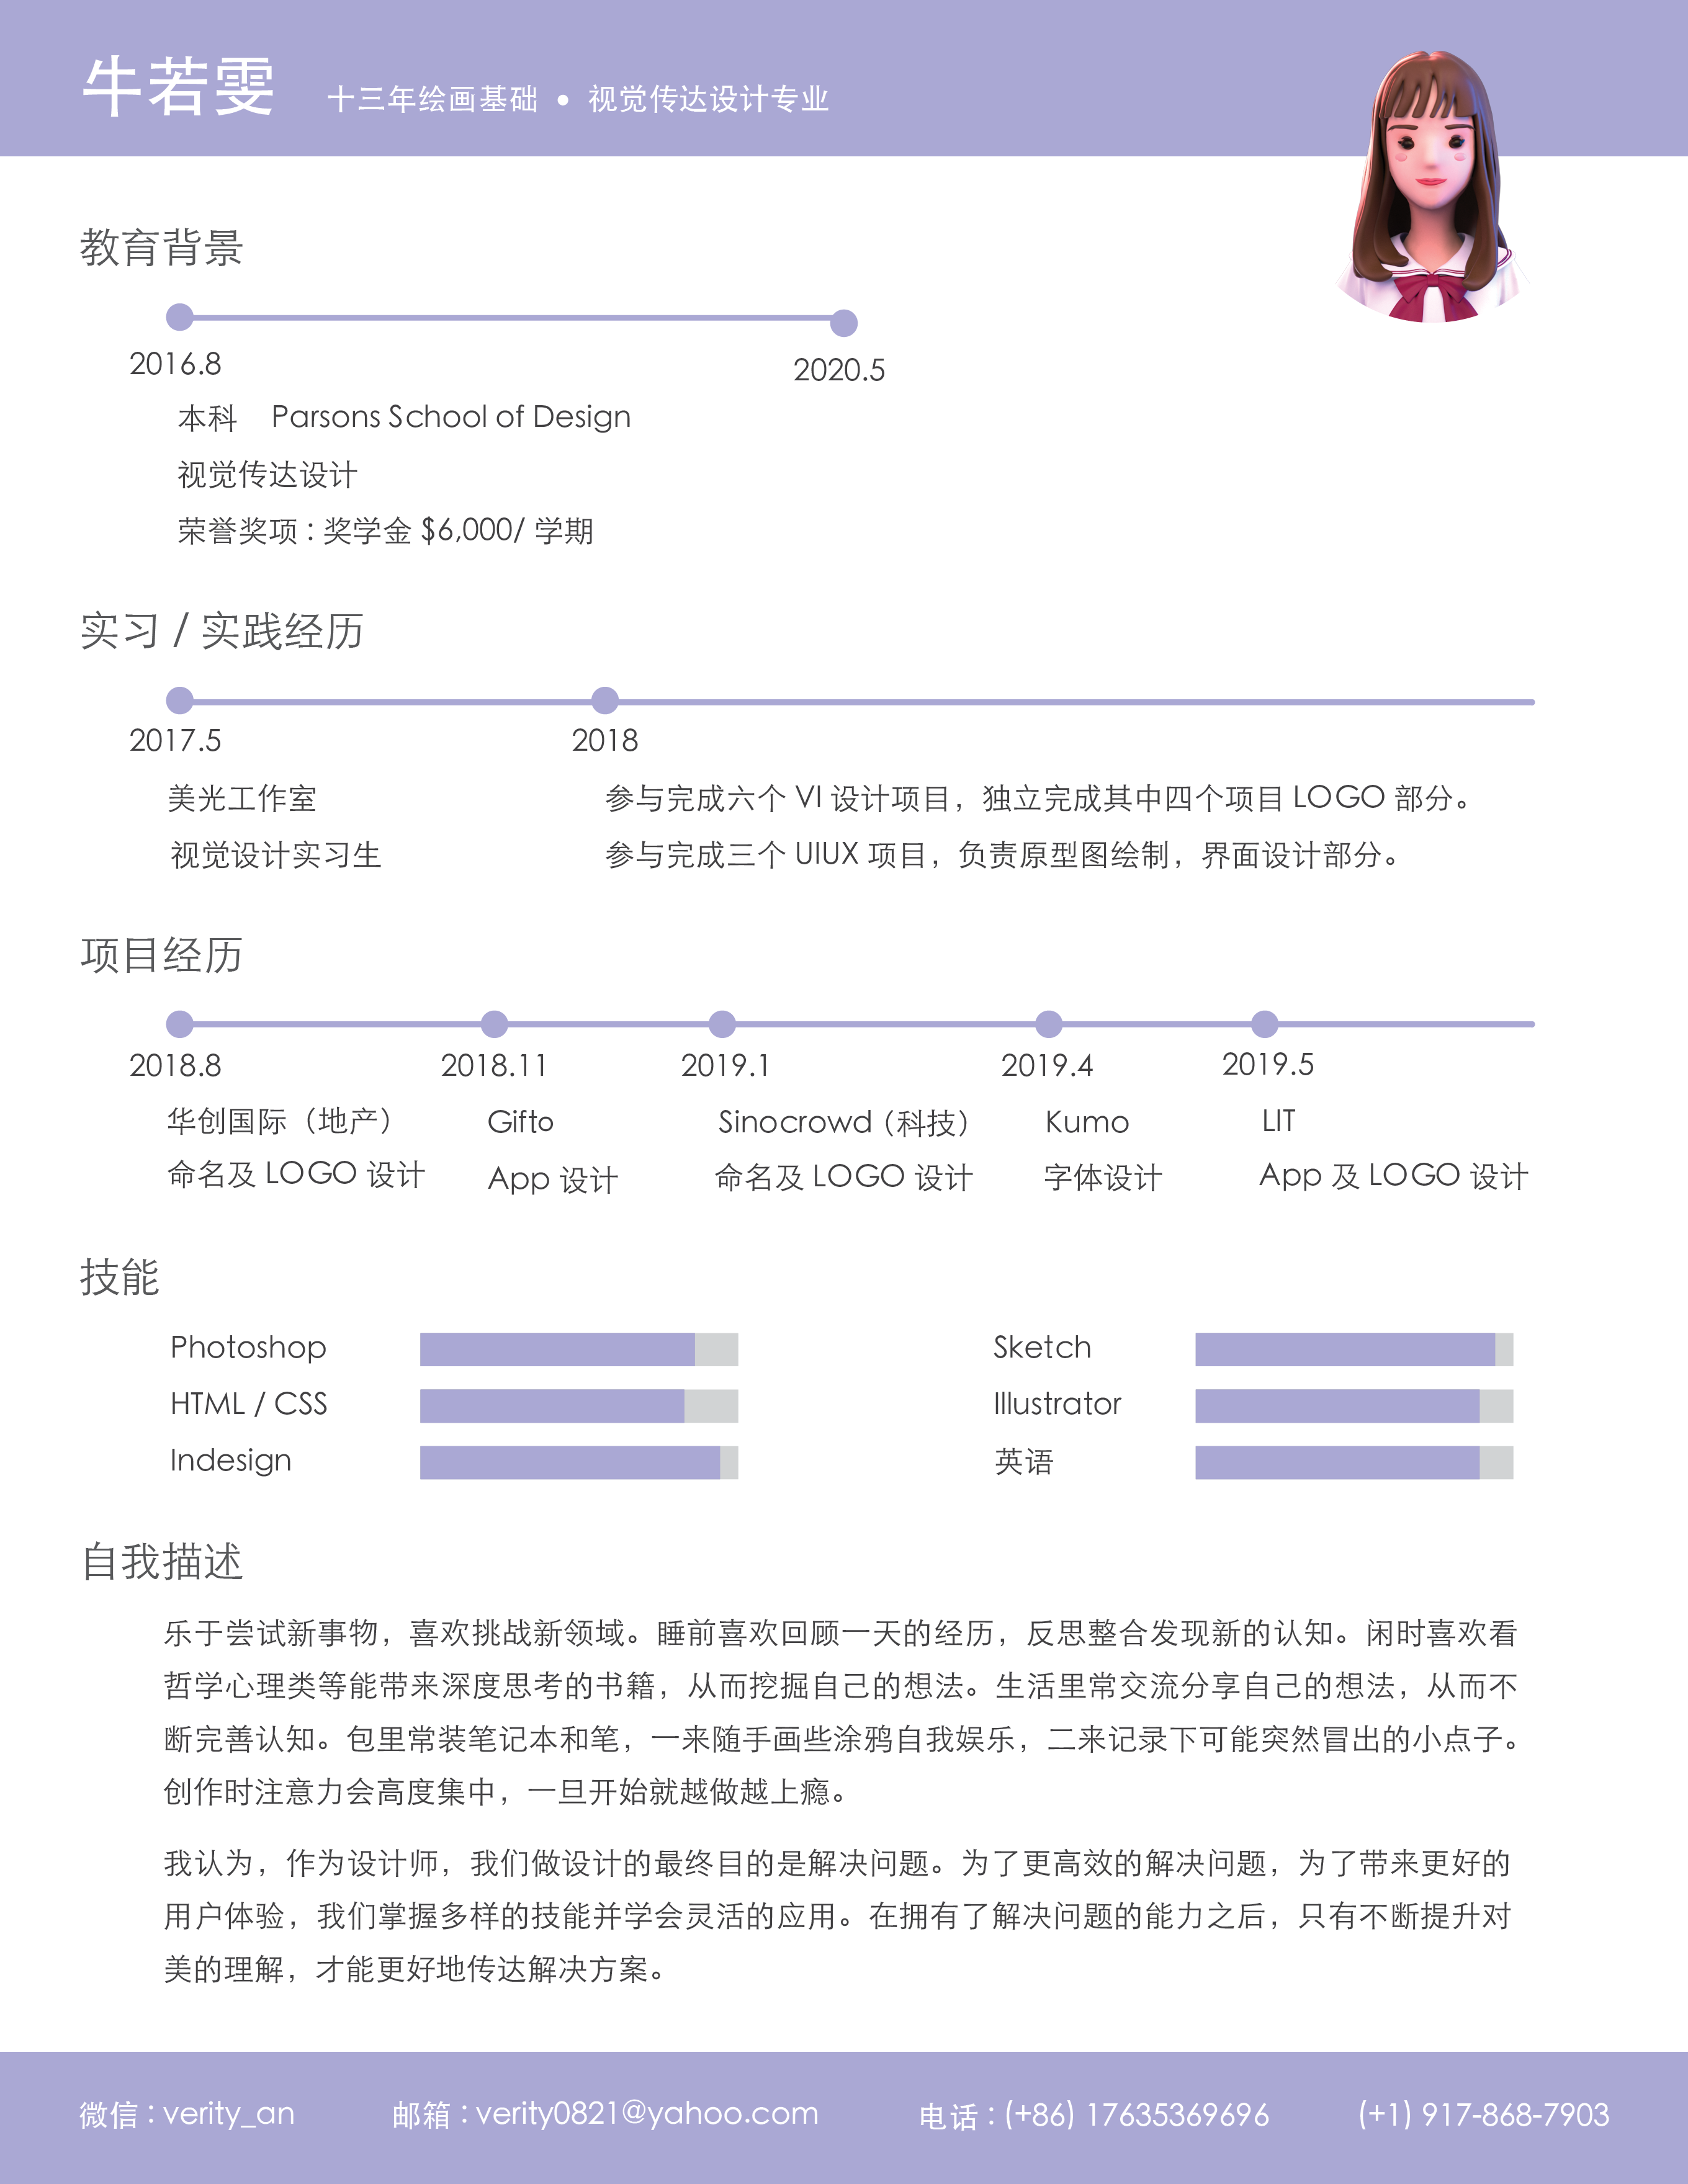 牛若雯
十三年绘画基础 • 视觉传达设计专业
教育背景
2016.8 2020.5
本科 Parsons School of Design
视觉传达设计
荣誉奖项：奖学金 $6,000/ 学期
实习 / 实践经历
2017.5 2018
美光工作室 参与完成六个 VI 设计项目，独立完成其中四个项目 LOGO 部分。
视觉设计实习生 参与完成三个 UIUX 项目，负责原型图绘制，界面设计部分。
项目经历
2018.8 2018.11 2019.1 2019.4 2019.5
华创国际（地产） Gifto Sinocrowd（科技） Kumo LIT
命名及 LOGO 设计 App 设计 命名及 LOGO 设计 字体设计 App 及 LOGO 设计
技能
Photoshop Sketch
HTML / CSS Illustrator
Indesign 英语
自我描述
乐于尝试新事物，喜欢挑战新领域。睡前喜欢回顾一天的经历，反思整合发现新的认知。闲时喜欢看
哲学心理类等能带来深度思考的书籍，从而挖掘自己的想法。生活里常交流分享自己的想法，从而不
断完善认知。包里常装笔记本和笔，一来随手画些涂鸦自我娱乐，二来记录下可能突然冒出的小点子。
创作时注意力会高度集中，一旦开始就越做越上瘾。
我认为，作为设计师，我们做设计的最终目的是解决问题。为了更高效的解决问题，为了带来更好的
用户体验，我们掌握多样的技能并学会灵活的应用。在拥有了解决问题的能力之后，只有不断提升对
美的理解，才能更好地传达解决方案。
微信：verity_an 邮箱：verity0821@yahoo.com 电话：(+86) 17635369696 (+1) 917-868-7903